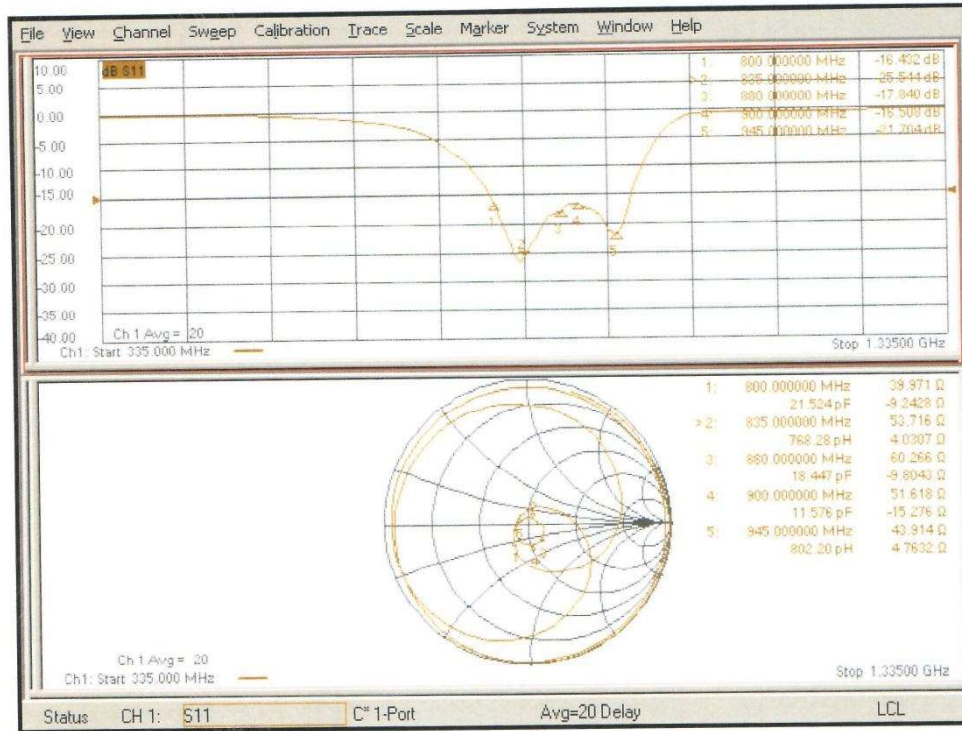 File View Channel Sweep Calibration Trace Scale Marker System Window Help
dB S11
10.00
5.00
0.00
-5.00
-10.00
-15.00
-20.00
-25.00
-30.00
-35.00
-40.00
1: 800.000000 MHz -16.432 dB
>2: 835.000000 MHz -25.544 dB
3: 880.000000 MHz -17.840 dB
4: 900.000000 MHz -16.508 dB
5: 945.000000 MHz -21.704 dB
1
2
3
4
5
Ch 1 Avg = 20
Ch1: Start 335.000 MHz
Stop 1.33500 GHz
1: 800.000000 MHz 39.971 Ω
21.524 pF -9.2428 Ω
>2: 835.000000 MHz 53.716 Ω
768.28 pH 4.0307 Ω
3: 880.000000 MHz 60.266 Ω
18.447 pF -9.8043 Ω
4: 900.000000 MHz 51.618 Ω
11.576 pF -15.276 Ω
5: 945.000000 MHz 43.914 Ω
802.20 pH 4.7632 Ω
Ch 1 Avg = 20
Ch1: Start 335.000 MHz
Stop 1.33500 GHz
Status CH 1: S11 C* 1-Port Avg=20 Delay LCL